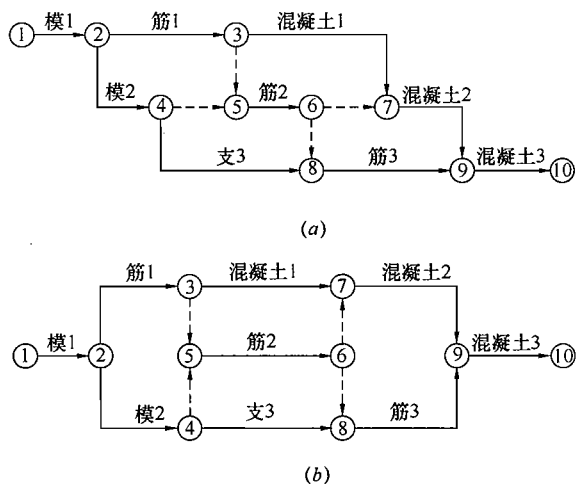 模1 筋1 混凝土1
① ② ③
模2 筋2 混凝土2
④ ⑤ ⑥ ⑦
支3 筋3 混凝土3
⑧ ⑨ ⑩
(a)
筋1 混凝土1 混凝土2
③ ⑦
模1 筋2 混凝土3
① ② ⑤ ⑥ ⑨ ⑩
模2 支3 筋3
④ ⑧
(b)